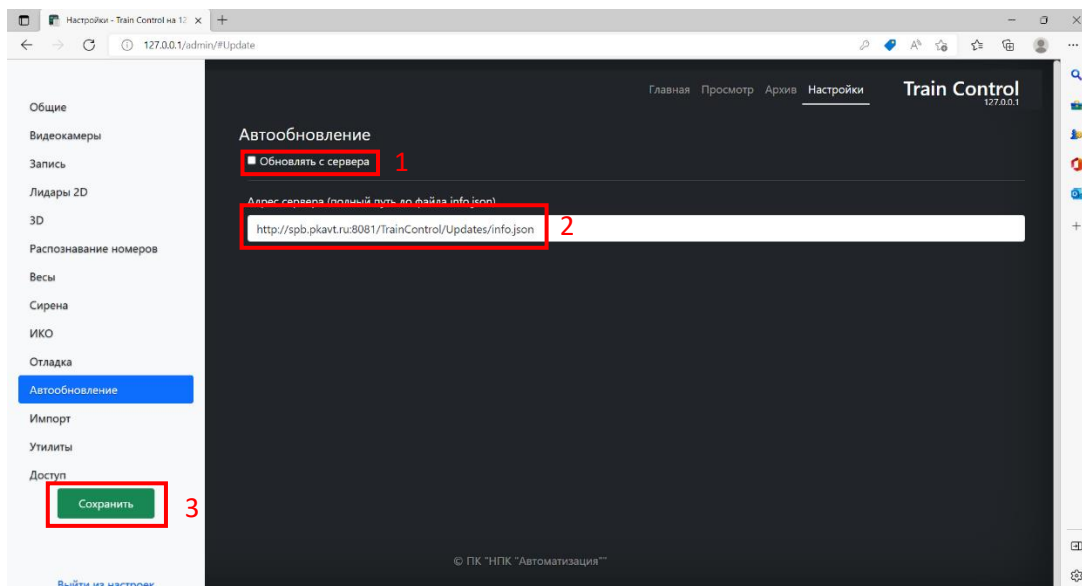 Настройки - Train Control на 12
127.0.0.1/admin/#Update
Главная Просмотр Архив Настройки
Train Control
127.0.0.1
Общие
Видеокамеры
Запись
Лидары 2D
3D
Распознавание номеров
Весы
Сирена
ИКО
Отладка
Автообновление
Импорт
Утилиты
Доступ
Сохранить
3
Выйти из настроек
Автообновление
Обновлять с сервера
1
Адрес сервера (полный путь до файла info.json)
http://spb.pkavt.ru:8081/TrainControl/Updates/info.json
2
© ПК "НПК "Автоматизация""